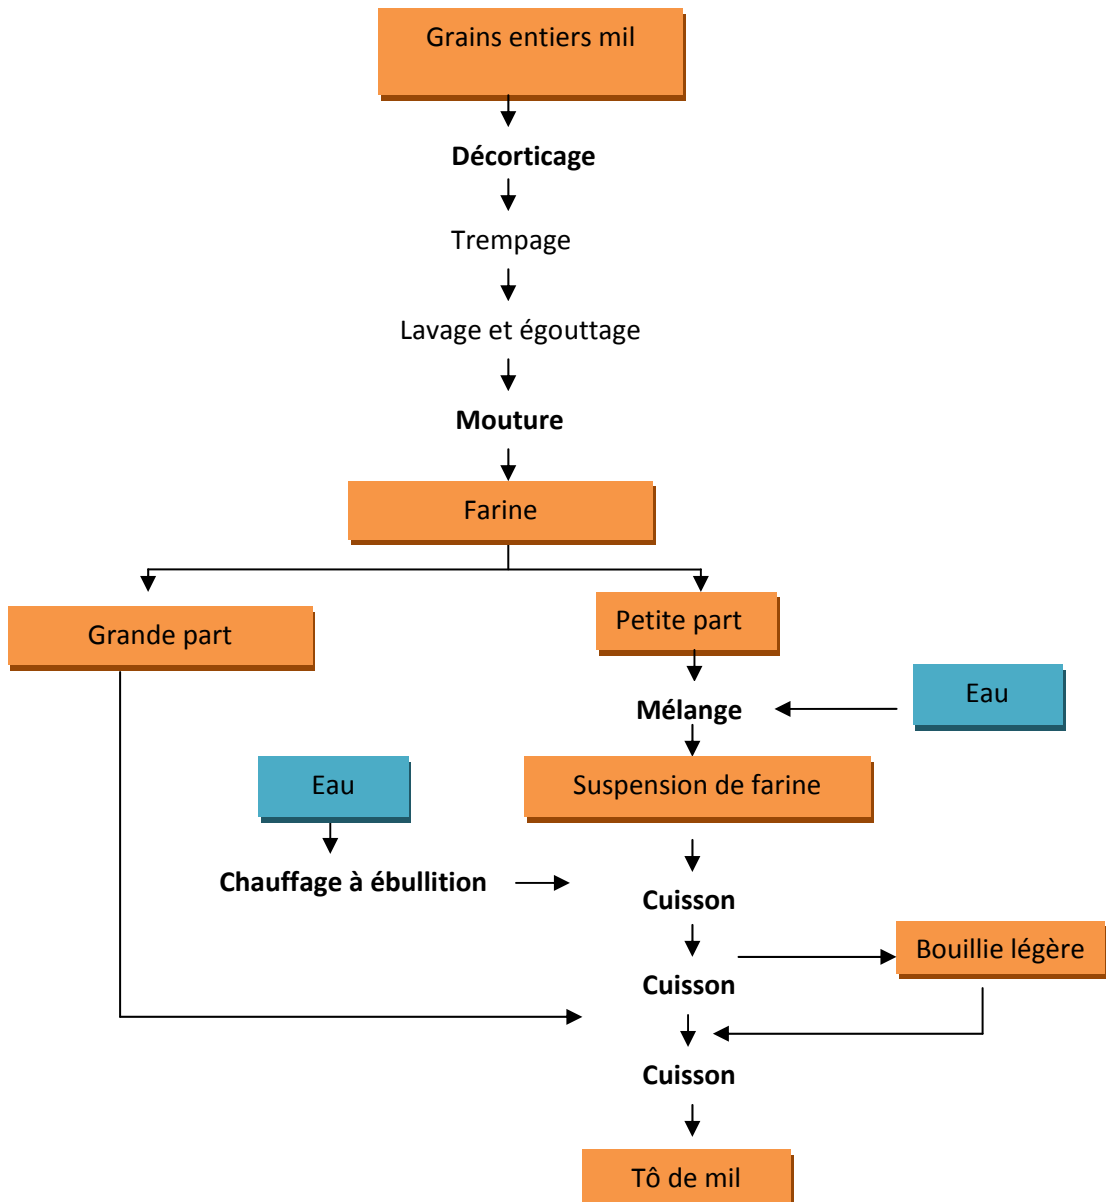 Grains entiers mil
Décorticage
Trempage
Lavage et égouttage
Mouture
Farine
Grande part
Petite part
Mélange
Eau
Eau
Suspension de farine
Chauffage à ébullition
Cuisson
Cuisson
Bouillie légère
Cuisson
Tô de mil